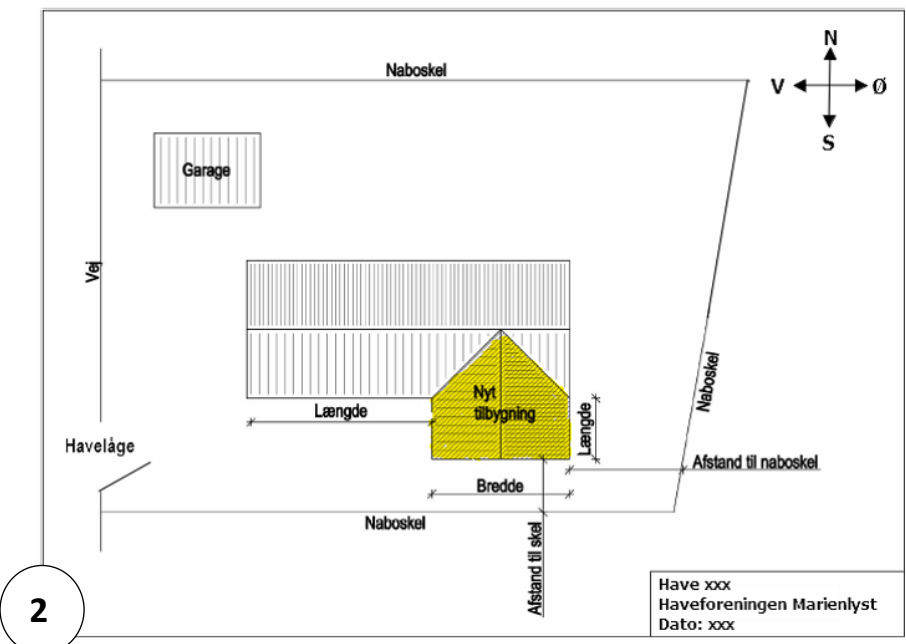 Naboskel
N
V
Ø
S
Garage
Vej
Naboskel
Nyt
tilbygning
Længde
Længde
Havelåge
Afstand til naboskel
Bredde
Naboskel
Afstand til skel
2
Have xxx
Haveforeningen Marienlyst
Dato: xxx